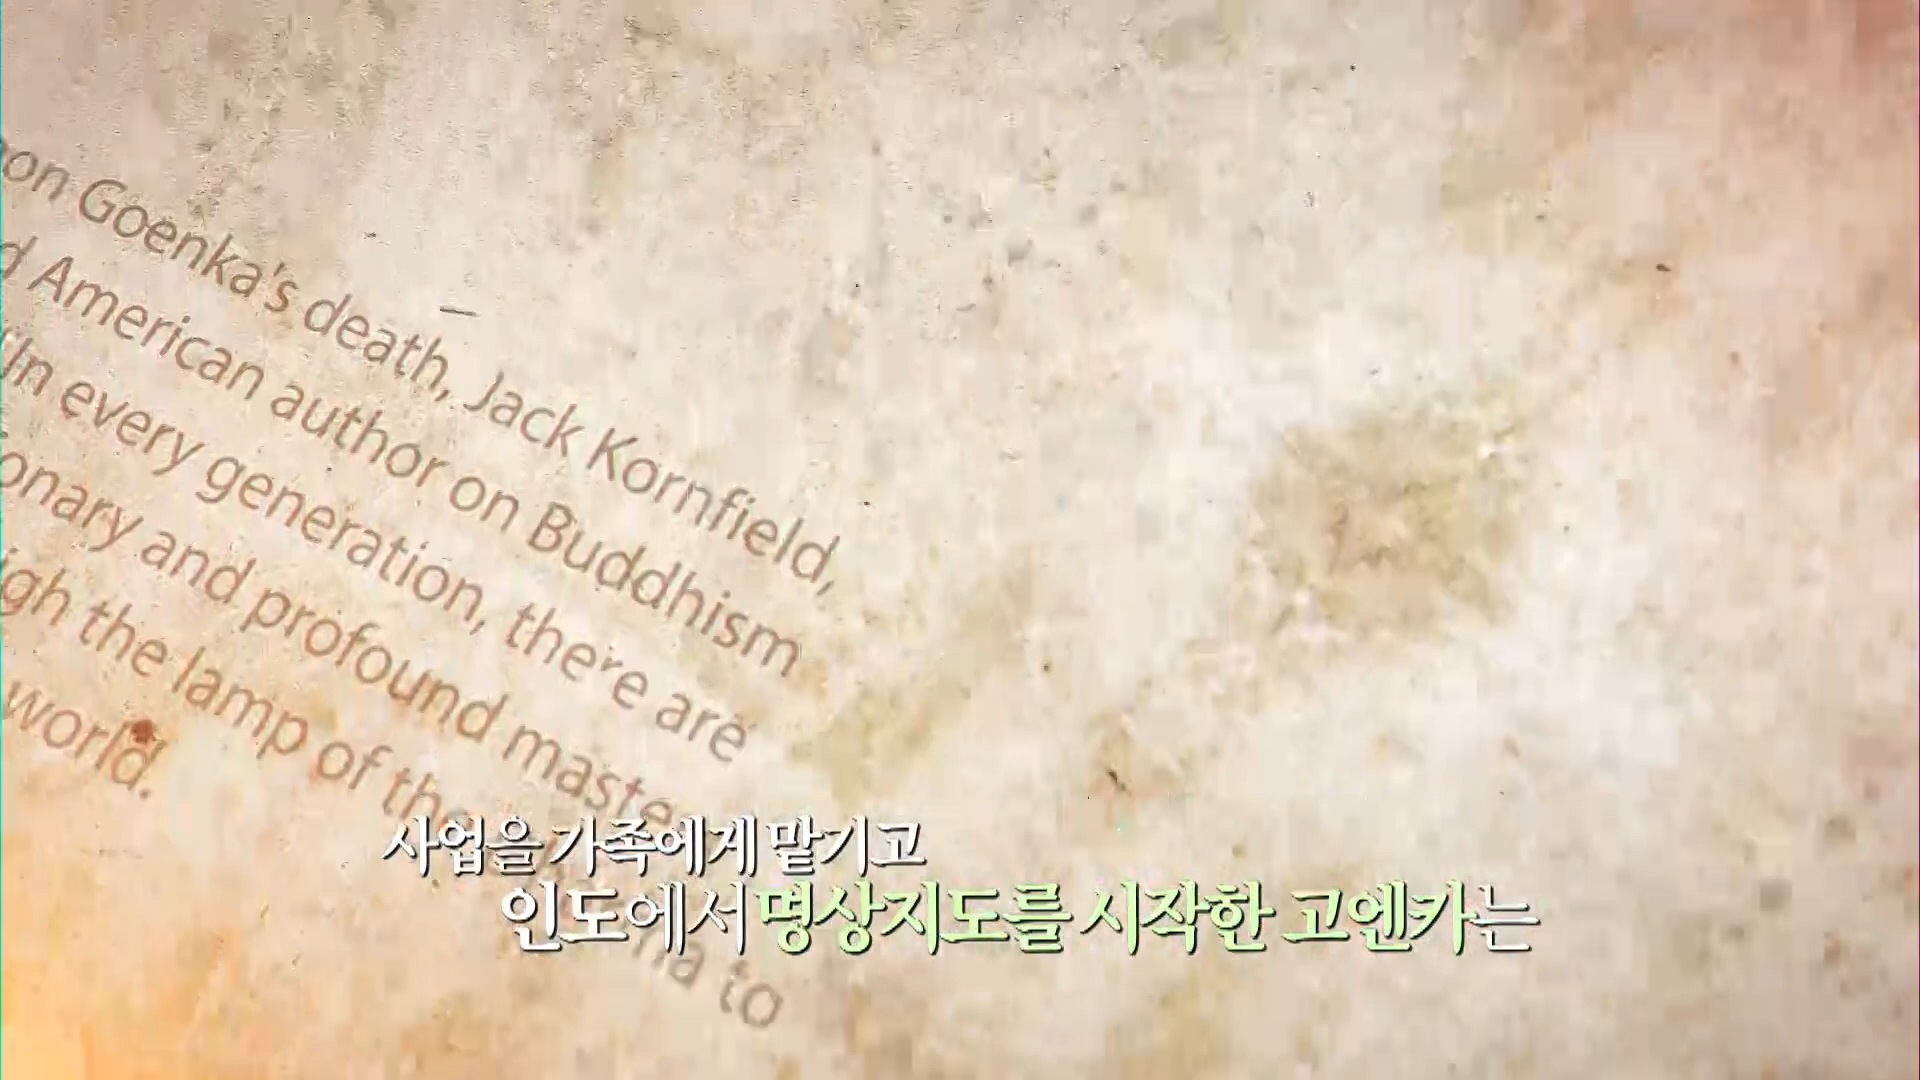 on Goenka's death, Jack Kornfield,
d American author on Buddhism
In every generation, there are
onary and profound maste
gh the lamp of the
to
world.
사업을 가족에게 맡기고
인도에서 명상지도를 시작한 고엔카는